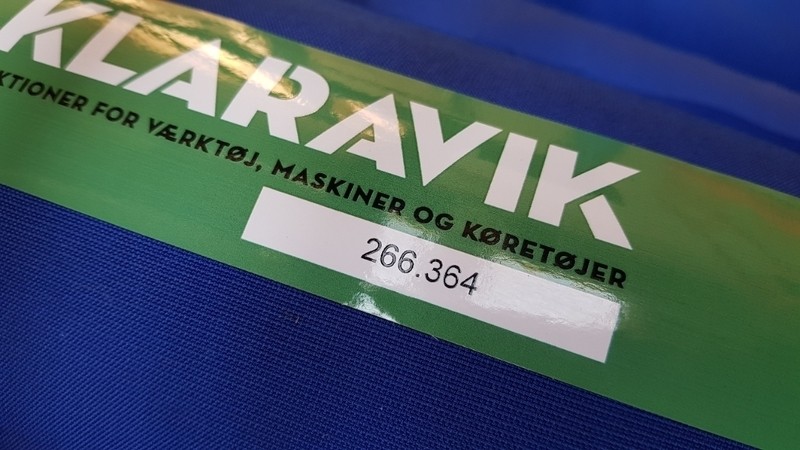 KLARAVIK
KTIONER FOR VÆRKTØJ, MASKINER OG KØRETØJER
266.364